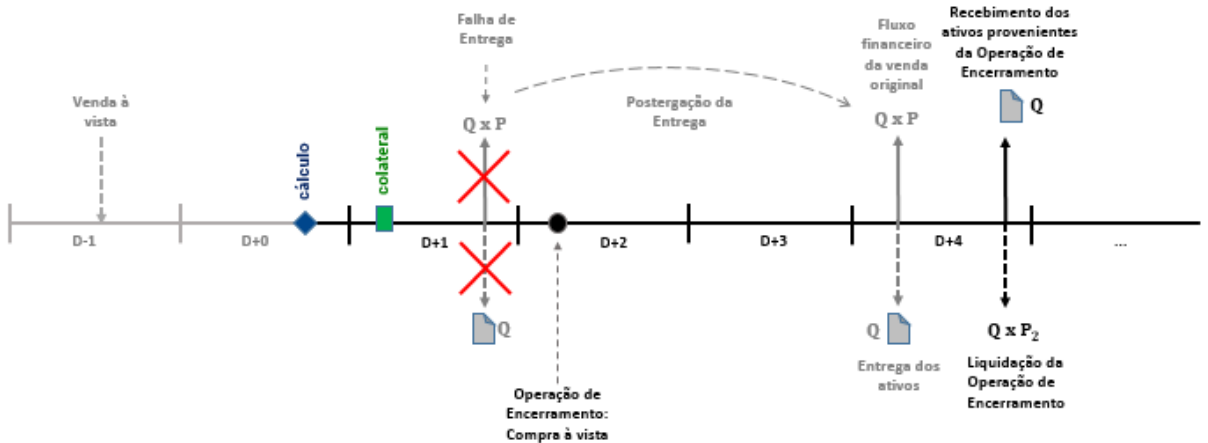 Venda à
vista
cálculo
colateral
Falha de
Entrega
Q x P
Q
Postergação da
Entrega
Operação de
Encerramento:
Compra à vista
Fluxo
financeiro
da venda
original
Q x P
Q
Entrega dos
ativos
Recebimento dos
ativos provenientes
da Operação de
Encerramento
Q
Q x P₂
Liquidação da
Operação de
Encerramento
D-1
D+0
D+1
D+2
D+3
D+4
...